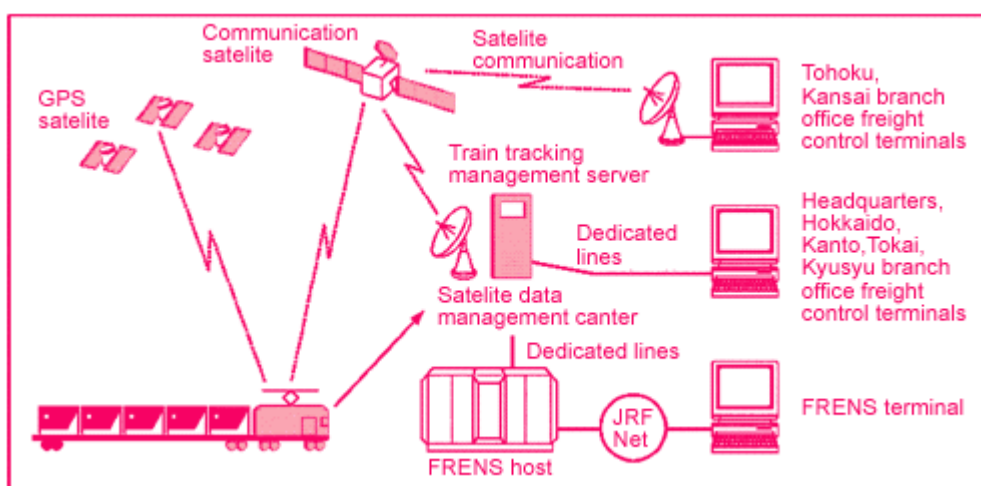 Communication
satelite
Satelite
communication
GPS
satelite
Tohoku,
Kansai branch
office freight
control terminals
Train tracking
management server
Headquarters,
Hokkaido,
Kanto,Tokai,
Kyusyu branch
office freight
control terminals
Dedicated
lines
Satelite data
management canter
Dedicated lines
JRF
Net
FRENS terminal
FRENS host